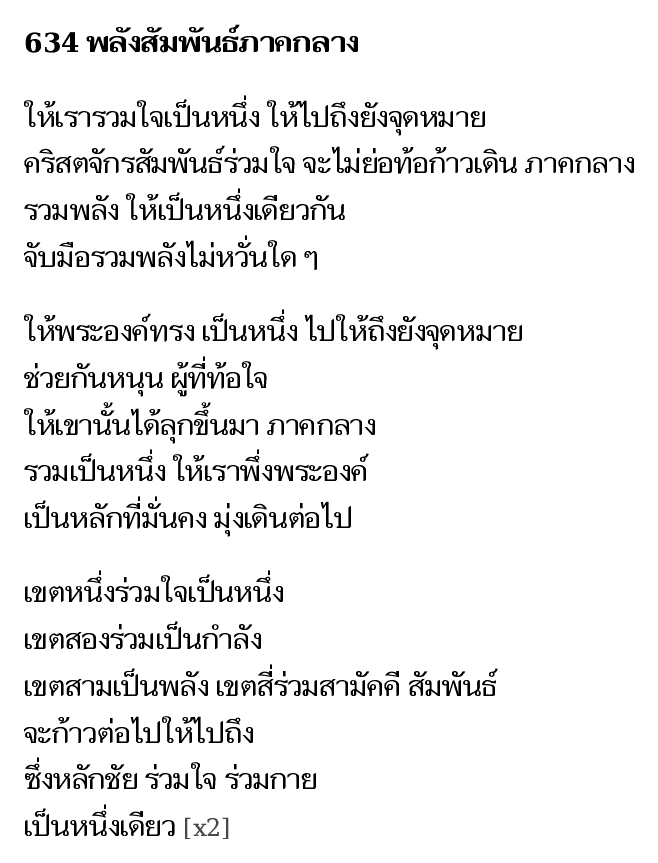 634 พลังสัมพันธ์ภาคกลาง
ให้เรารวมใจเป็นหนึ่ง ให้ไปถึงยังจุดหมาย
คริสตจักรสัมพันธ์ร่วมใจ จะไม่ย่อท้อก้าวเดิน ภาคกลาง
รวมพลัง ให้เป็นหนึ่งเดียวกัน
จับมือรวมพลังไม่หวั่นใด ๆ
ให้พระองค์ทรง เป็นหนึ่ง ไปให้ถึงยังจุดหมาย
ช่วยกันหนุน ผู้ที่ท้อใจ
ให้เขานั้นได้ลุกขึ้นมา ภาคกลาง
รวมเป็นหนึ่ง ให้เราพึ่งพระองค์
เป็นหลักที่มั่นคง มุ่งเดินต่อไป
เขตหนึ่งร่วมใจเป็นหนึ่ง
เขตสองร่วมเป็นกำลัง
เขตสามเป็นพลัง เขตสี่ร่วมสามัคคี สัมพันธ์
จะก้าวต่อไปให้ไปถึง
ซึ่งหลักชัย ร่วมใจ ร่วมกาย
เป็นหนึ่งเดียว [x2]